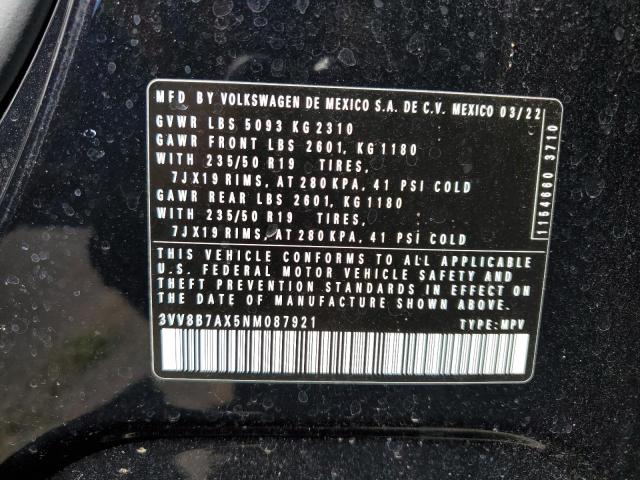 MFD BY VOLKSWAGEN DE MEXICO S.A. DE C.V. MEXICO 03/22
GVWR LBS 5093 KG 2310
GAWR FRONT LBS 2601, KG 1180
WITH 235/50 R19 TIRES,
7JX19 RIMS, AT 280 KPA, 41 PSI COLD
GAWR REAR LBS 2601, KG 1180
WITH 235/50 R19 TIRES,
7JX19 RIMS, AT 280 KPA, 41 PSI COLD
THIS VEHICLE CONFORMS TO ALL APPLICABLE
U.S. FEDERAL MOTOR VEHICLE SAFETY AND
THEFT PREVENTION STANDARDS IN EFFECT ON THE DATE OF
MANUFACTURE SHOWN ABOVE.
3VV8B7AX5NM087921 TYPE: MPV
1154660 3710